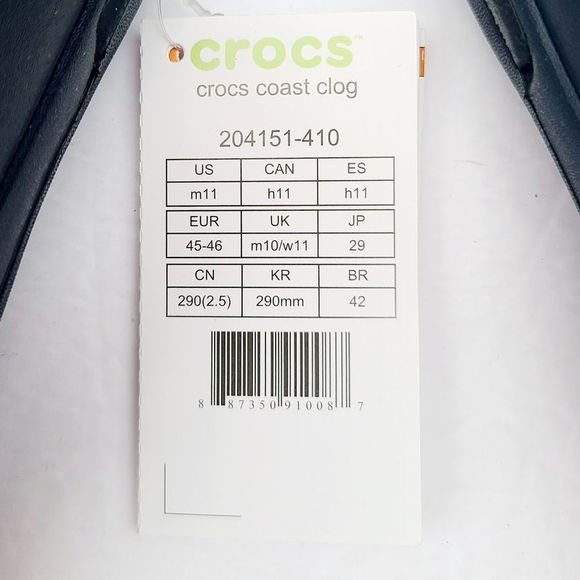 crocs™
crocs coast clog
204151-410
US CAN ES
m11 h11 h11
EUR UK JP
45-46 m10/w11 29
CN KR BR
290(2.5) 290mm 42
8 87350 91008 7